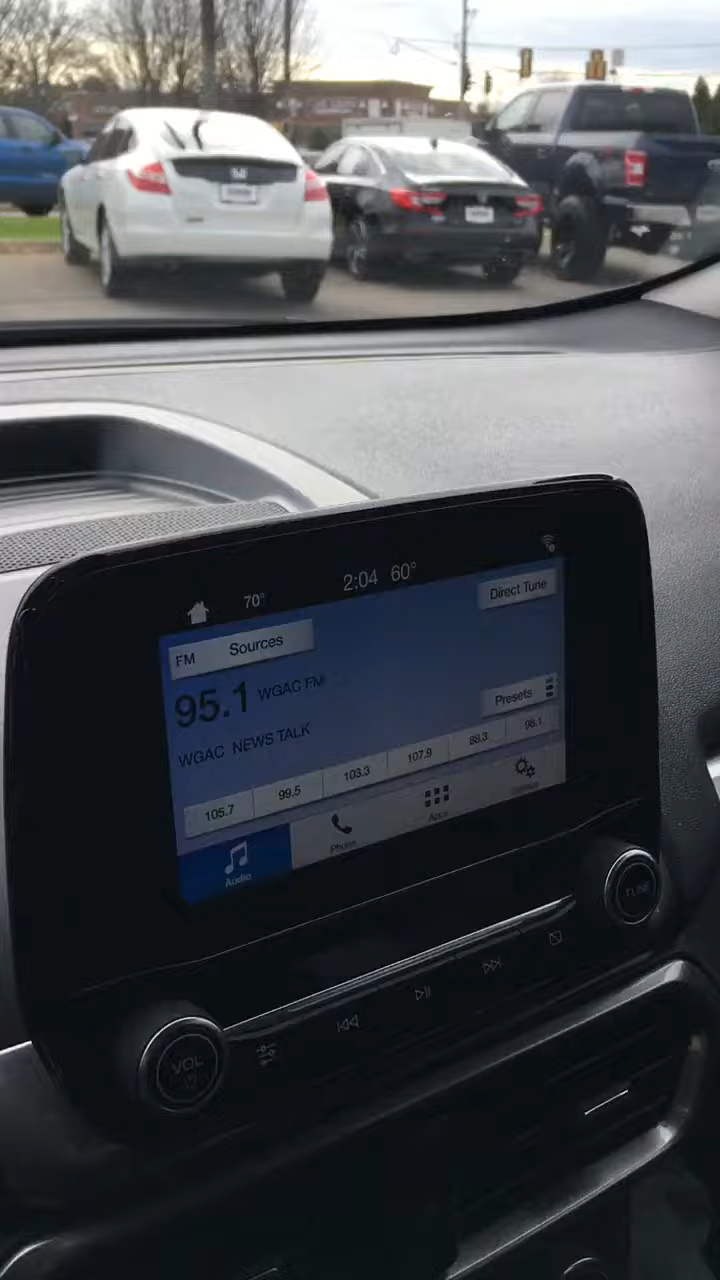 70° 2:04 60°
FM Sources
Direct Tune
95.1 WGAC FM
Presets
WGAC NEWS TALK
105.7 99.5 103.3 107.9 88.3 98.1
Audio Phone Apps
VOL
TUNE